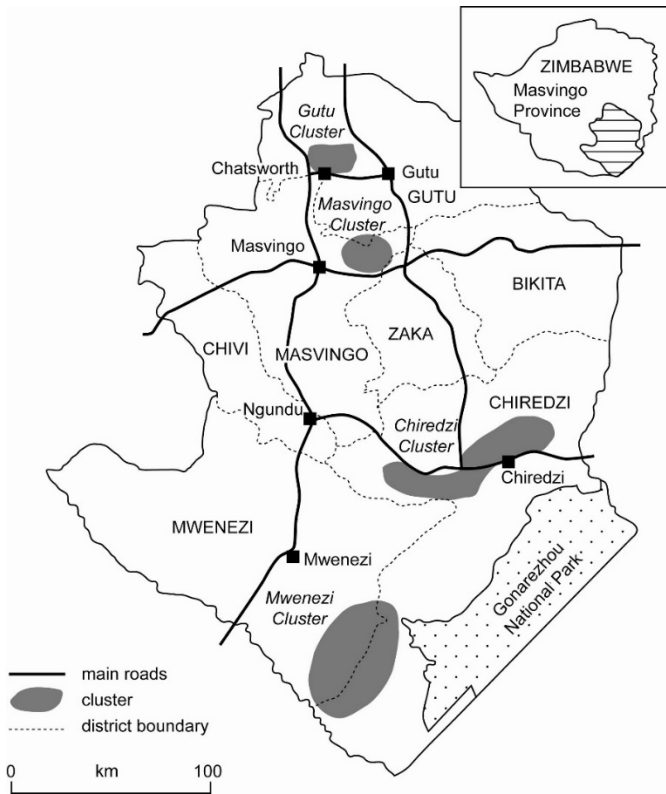 ZIMBABWE
Masvingo
Province
Gutu
Cluster
Chatsworth
Gutu
GUTU
Masvingo
Cluster
Masvingo
BIKITA
CHIVI
MASVINGO
ZAKA
Ngundu
CHIREDZI
Chiredzi
Cluster
Chiredzi
MWENEZI
Mwenezi
Gonarezhou
National Park
Mwenezi
Cluster
main roads
cluster
district boundary
0 km 100